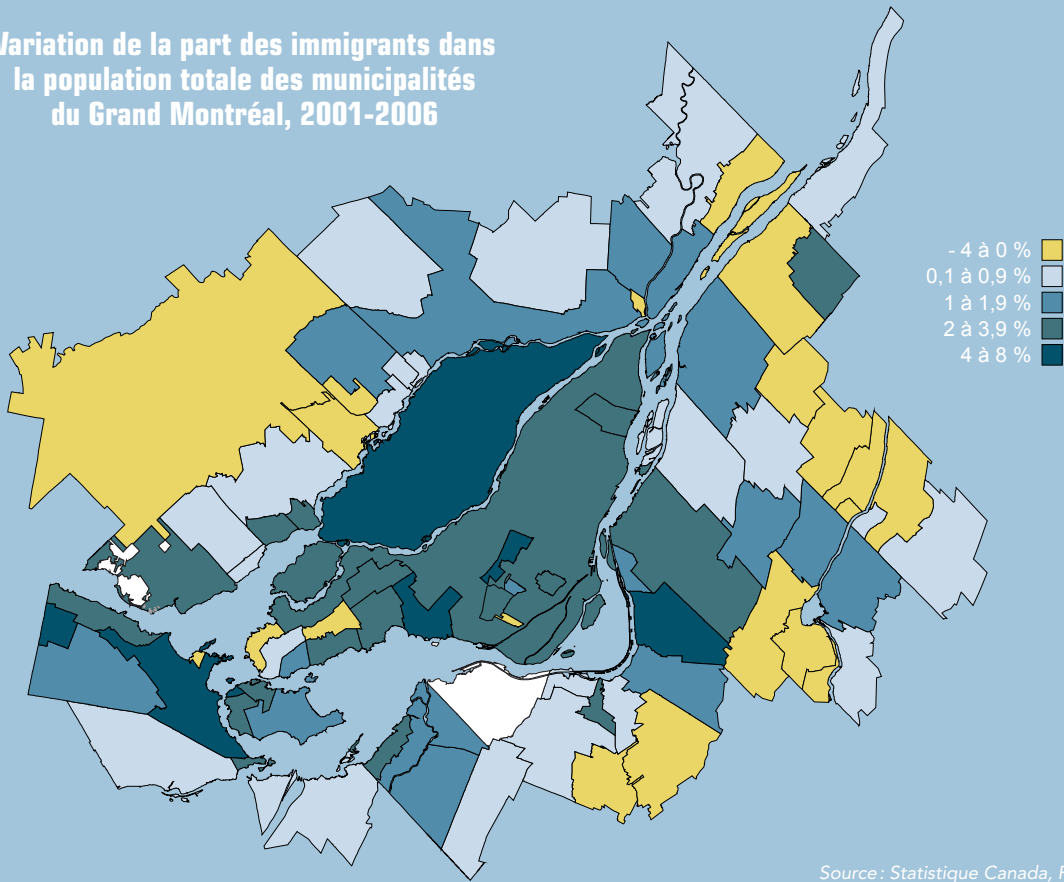 Variation de la part des immigrants dans
la population totale des municipalités
du Grand Montréal, 2001-2006
- 4 à 0 %
0,1 à 0,9 %
1 à 1,9 %
2 à 3,9 %
4 à 8 %
Source : Statistique Canada,